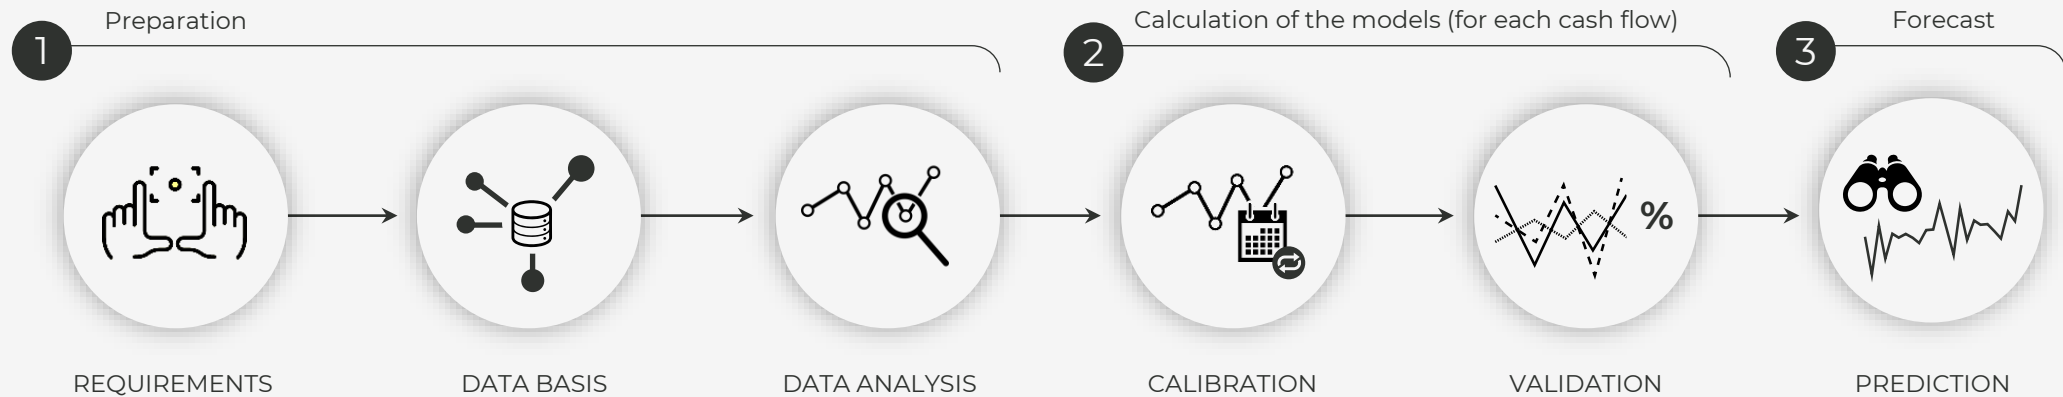 1
Preparation
2
Calculation of the models (for each cash flow)
3
Forecast
%
REQUIREMENTS
DATA BASIS
DATA ANALYSIS
CALIBRATION
VALIDATION
PREDICTION